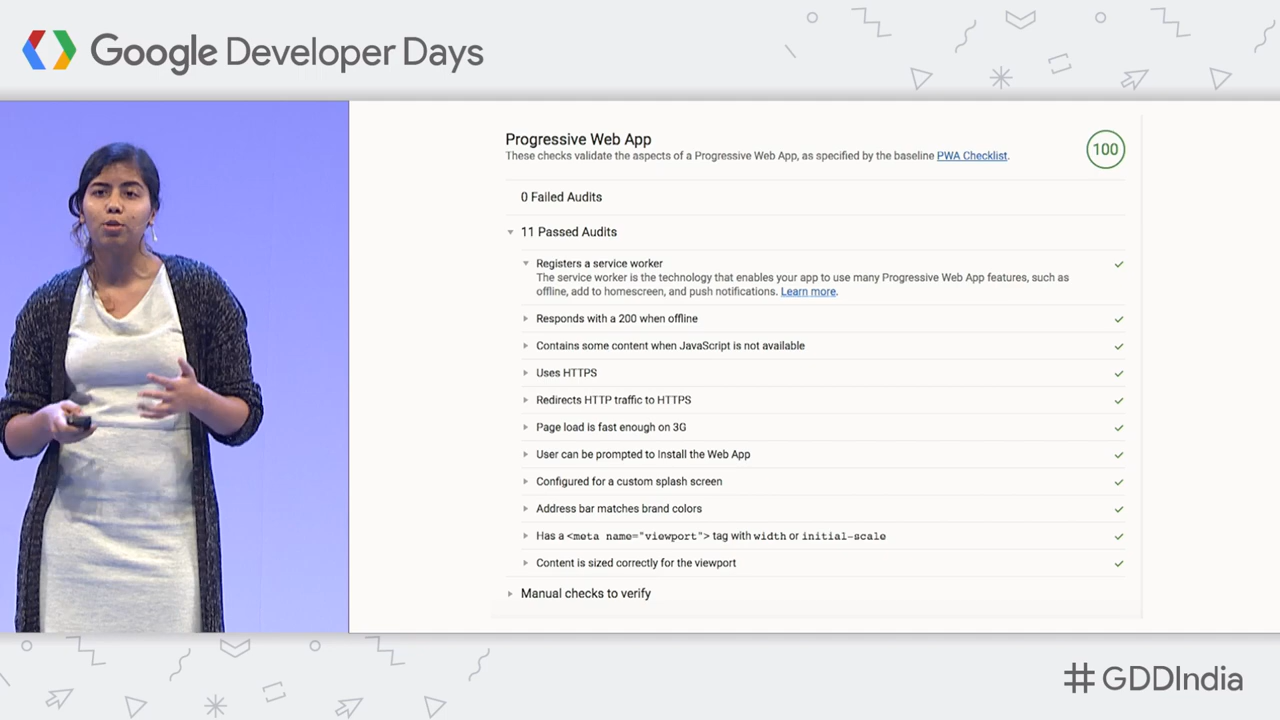 Google Developer Days
Progressive Web App
These checks validate the aspects of a Progressive Web App, as specified by the baseline PWA Checklist.
100
0 Failed Audits
11 Passed Audits
Registers a service worker
The service worker is the technology that enables your app to use many Progressive Web App features, such as
offline, add to homescreen, and push notifications. Learn more.
Responds with a 200 when offline
Contains some content when JavaScript is not available
Uses HTTPS
Redirects HTTP traffic to HTTPS
Page load is fast enough on 3G
User can be prompted to Install the Web App
Configured for a custom splash screen
Address bar matches brand colors
Has a <meta name="viewport"> tag with width or initial-scale
Content is sized correctly for the viewport
Manual checks to verify
#GDDIndia